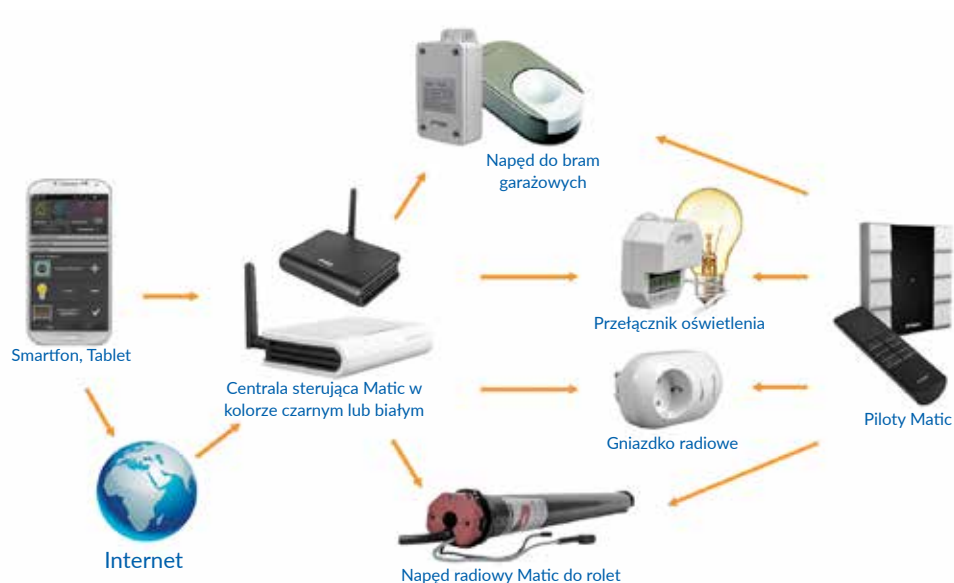 Napęd do bram
garażowych
Smartfon, Tablet
Centrala sterująca Matic w
kolorze czarnym lub białym
Przełącznik oświetlenia
Gniazdko radiowe
Piloty Matic
Internet
Napęd radiowy Matic do rolet